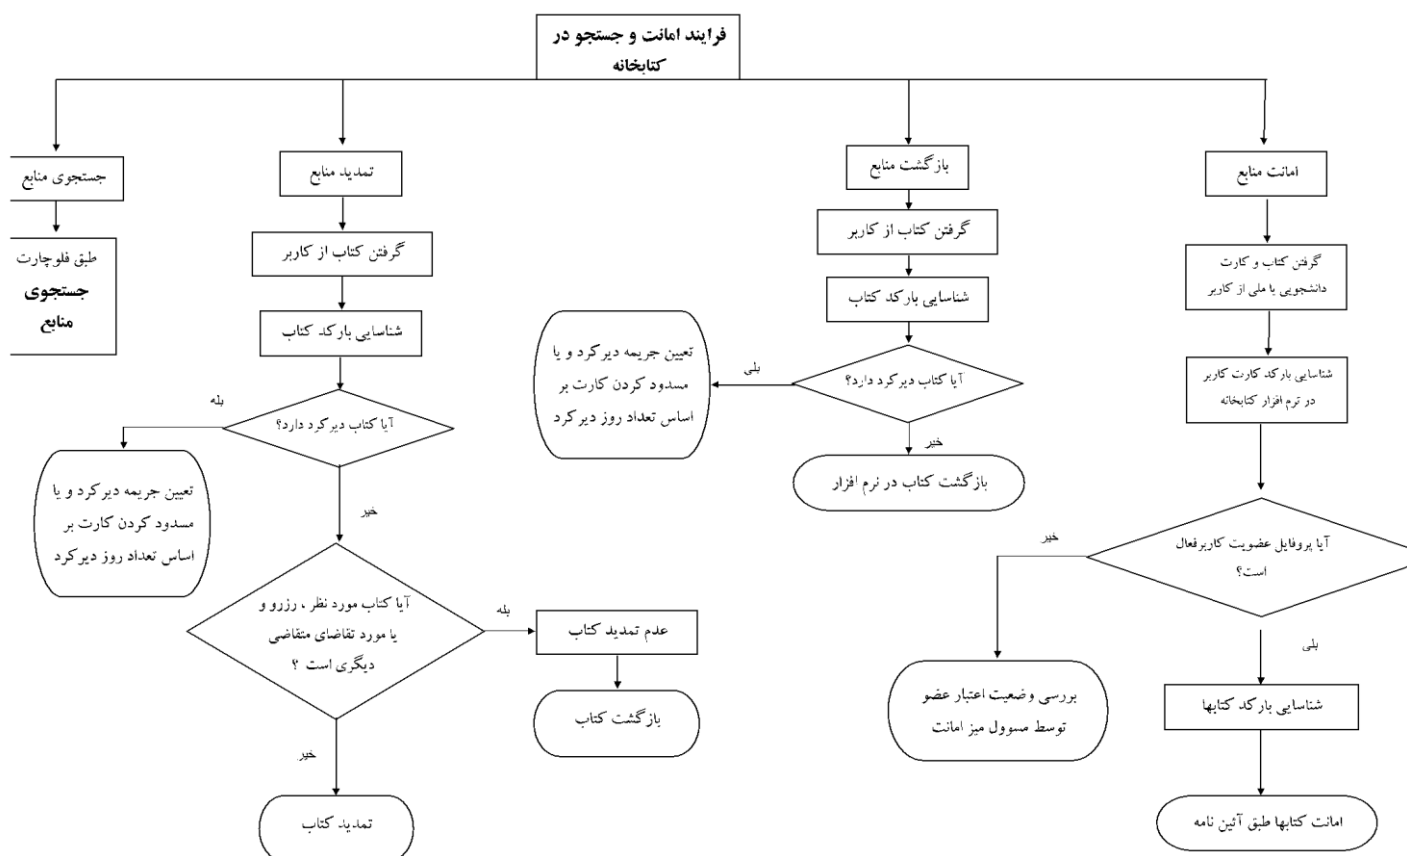 فرایند امانت و جستجو در
کتابخانه
امانت منابع
گرفتن کتاب و کارت
دانشجویی یا ملی از کاربر
شناسایی بارکد کارت کاربر
در نرم افزار کتابخانه
آیا پروفایل عضویت کاربرفعال
است؟
خیر
بررسی وضعیت اعتبار عضو
توسط مسوول میز امانت
بلی
شناسایی بارکد کتابها
امانت کتابها طبق آئین نامه
بازگشت منابع
گرفتن کتاب از کاربر
شناسایی بارکد کتاب
آیا کتاب دیرکرد دارد؟
بلی
تعیین جریمه دیرکرد و یا
مسدود کردن کارت بر
اساس تعداد روز دیرکرد
خیر
بازگشت کتاب در نرم افزار
تمدید منابع
گرفتن کتاب از کاربر
شناسایی بارکد کتاب
آیا کتاب دیرکرد دارد؟
بله
تعیین جریمه دیرکرد و یا
مسدود کردن کارت بر
اساس تعداد روز دیرکرد
خیر
آیا کتاب مورد نظر ، رزرو و
یا مورد تقاضای متقاضی
دیگری است ؟
بله
عدم تمدید کتاب
بازگشت کتاب
خیر
تمدید کتاب
جستجوی منابع
طبق فلوچارت
جستجوی
منابع